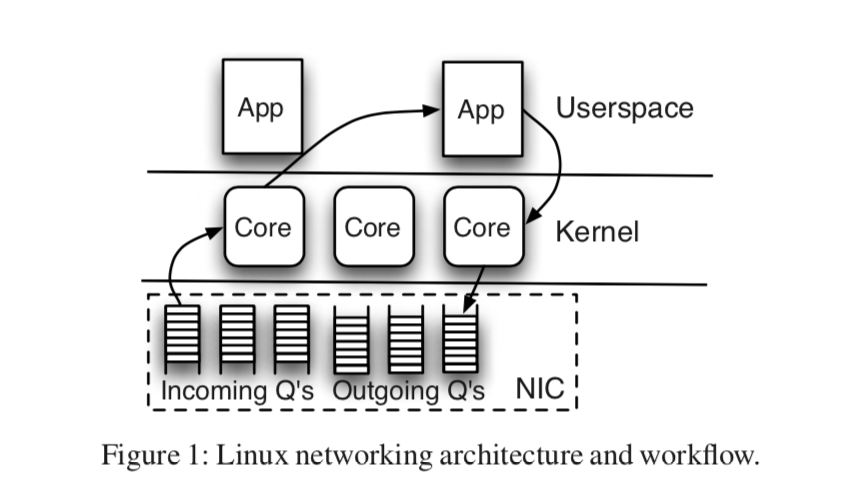 App
App
Userspace
Core
Core
Core
Kernel
Incoming Q's
Outgoing Q's
NIC
Figure 1: Linux networking architecture and workflow.